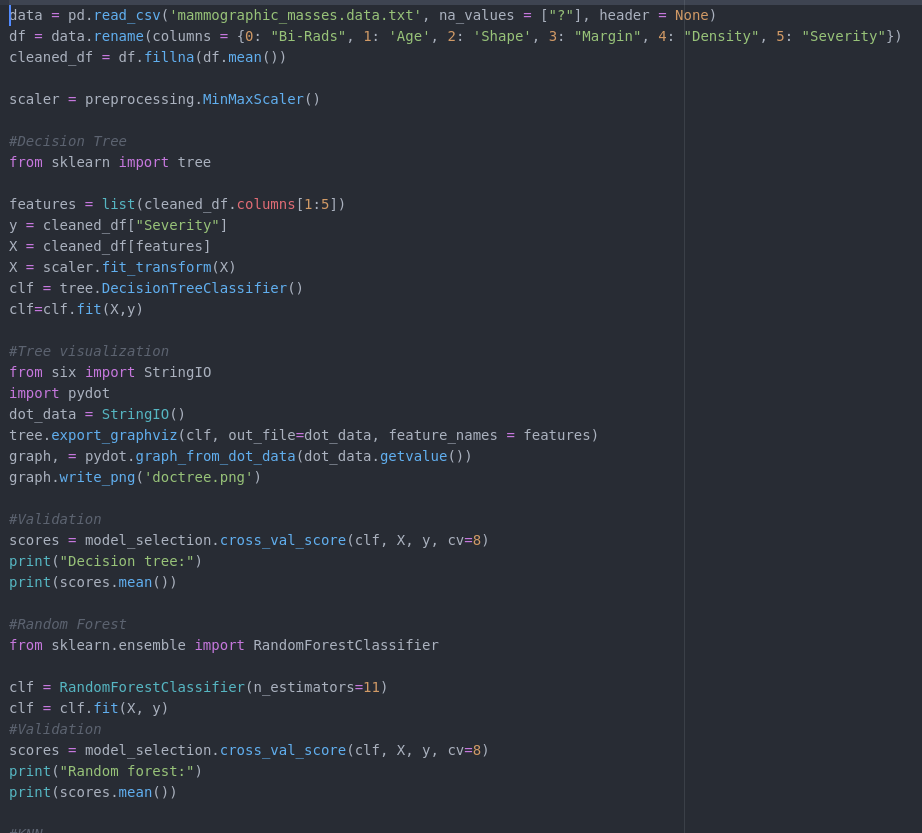 data = pd.read_csv('mammographic_masses.data.txt', na_values = ["?"], header = None)
df = data.rename(columns = {0: "Bi-Rads", 1: 'Age', 2: 'Shape', 3: "Margin", 4: "Density", 5: "Severity"})
cleaned_df = df.fillna(df.mean())
scaler = preprocessing.MinMaxScaler()
#Decision Tree
from sklearn import tree
features = list(cleaned_df.columns[1:5])
y = cleaned_df["Severity"]
X = cleaned_df[features]
X = scaler.fit_transform(X)
clf = tree.DecisionTreeClassifier()
clf=clf.fit(X,y)
#Tree visualization
from six import StringIO
import pydot
dot_data = StringIO()
tree.export_graphviz(clf, out_file=dot_data, feature_names = features)
graph, = pydot.graph_from_dot_data(dot_data.getvalue())
graph.write_png('doctree.png')
#Validation
scores = model_selection.cross_val_score(clf, X, y, cv=8)
print("Decision tree:")
print(scores.mean())
#Random Forest
from sklearn.ensemble import RandomForestClassifier
clf = RandomForestClassifier(n_estimators=11)
clf = clf.fit(X, y)
#Validation
scores = model_selection.cross_val_score(clf, X, y, cv=8)
print("Random forest:")
print(scores.mean())
#KNN